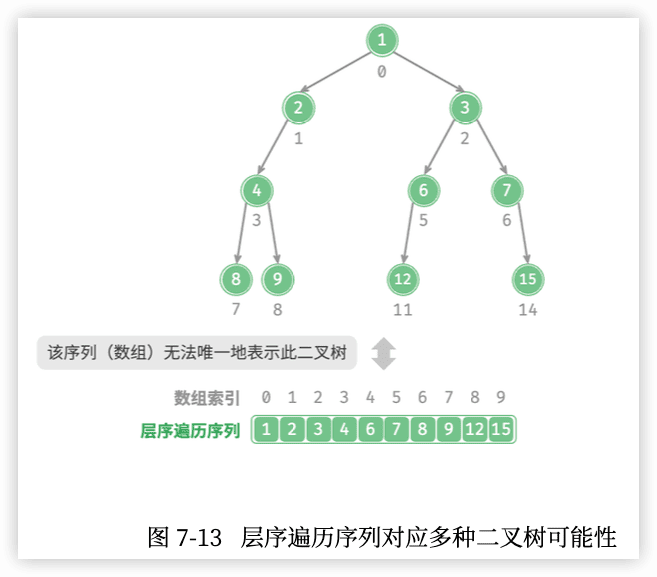 1
0
2 3
1 2
4 6 7
3 5 6
8 9 12 15
7 8 11 14
该序列（数组）无法唯一地表示此二叉树
数组索引 0 1 2 3 4 5 6 7 8 9
层序遍历序列 1 2 3 4 6 7 8 9 12 15
图 7-13 层序遍历序列对应多种二叉树可能性